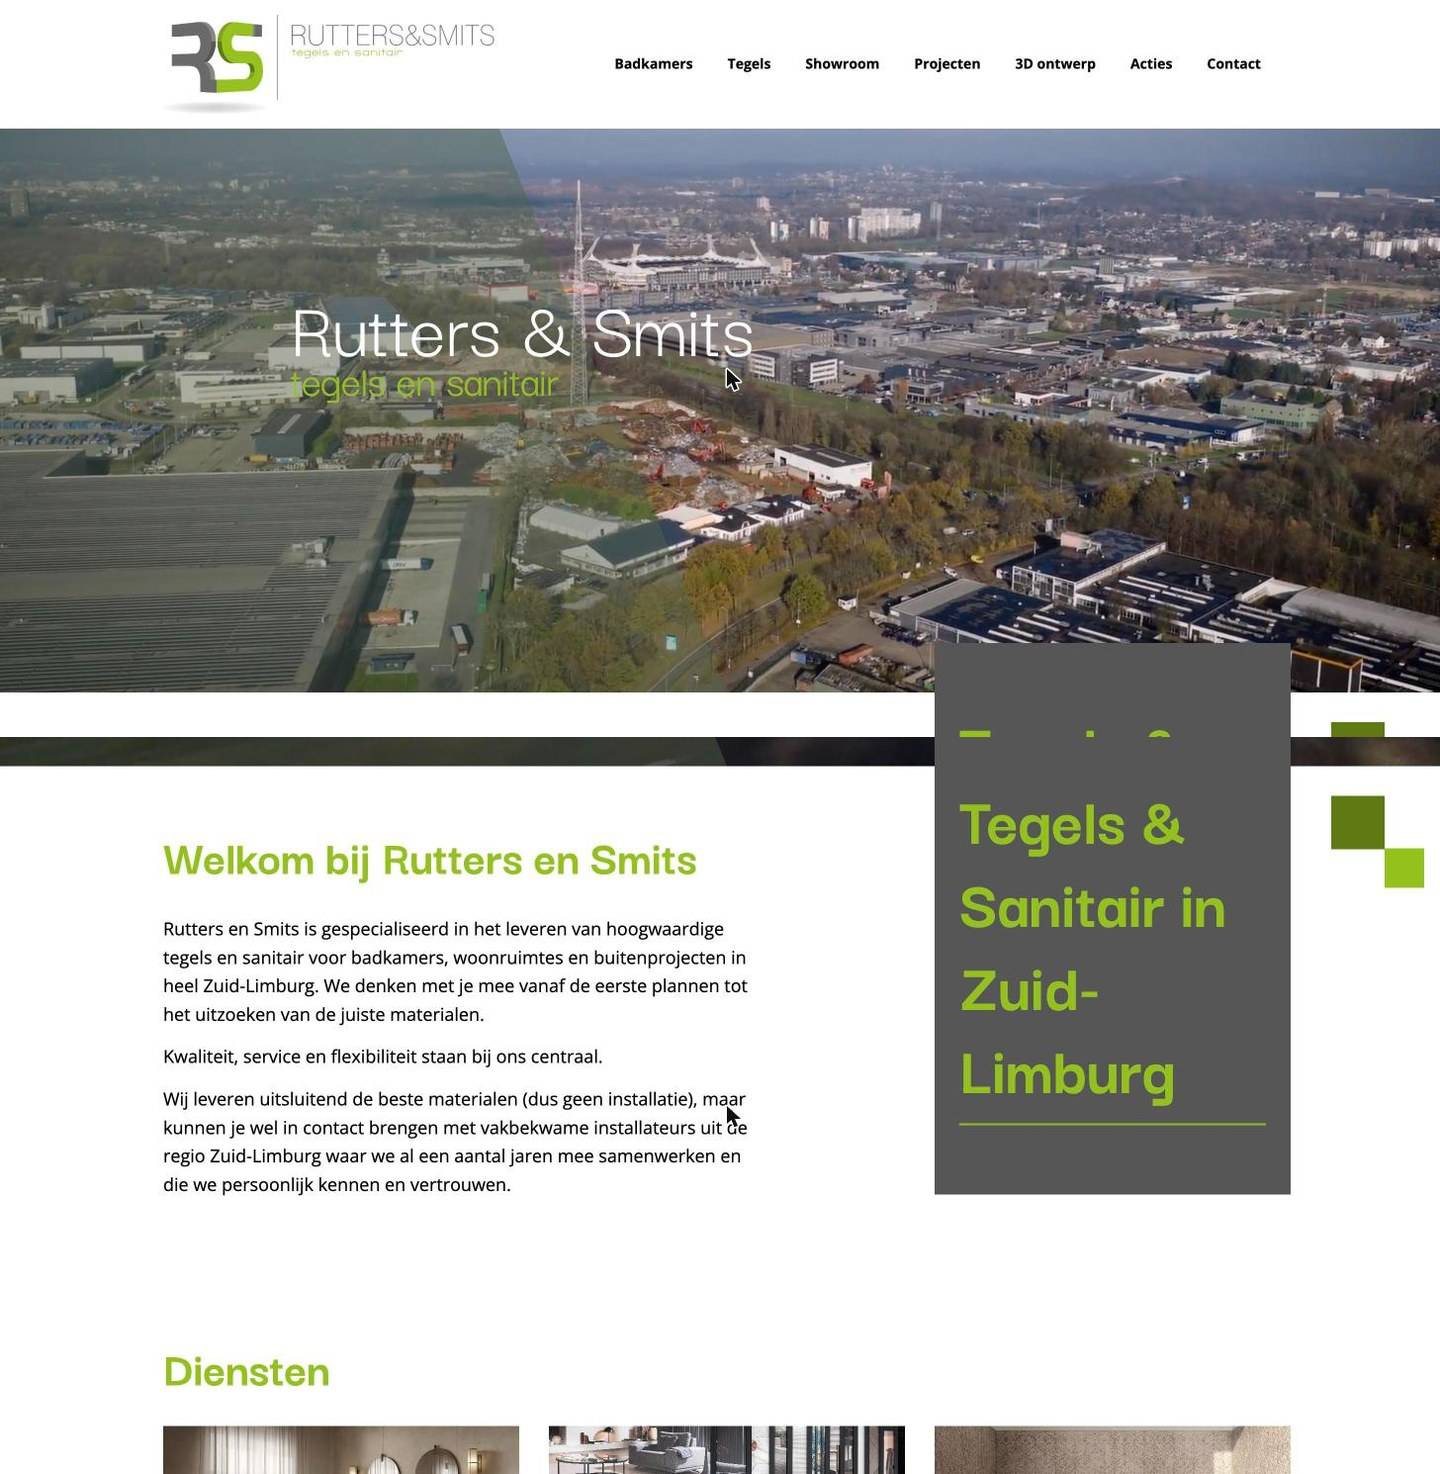 RS
RUTTERS&SMITS
tegels en sanitair
Badkamers Tegels Showroom Projecten 3D ontwerp Acties Contact
Rutters & Smits
tegels en sanitair
Welkom bij Rutters en Smits
Rutters en Smits is gespecialiseerd in het leveren van hoogwaardige
tegels en sanitair voor badkamers, woonruimtes en buitenprojecten in
heel Zuid-Limburg. We denken met je mee vanaf de eerste plannen tot
het uitzoeken van de juiste materialen.
Kwaliteit, service en flexibiliteit staan bij ons centraal.
Wij leveren uitsluitend de beste materialen (dus geen installatie), maar
kunnen je wel in contact brengen met vakbekwame installateurs uit de
regio Zuid-Limburg waar we al een aantal jaren mee samenwerken en
die we persoonlijk kennen en vertrouwen.
Tegels &
Sanitair in
Zuid-
Limburg
Diensten